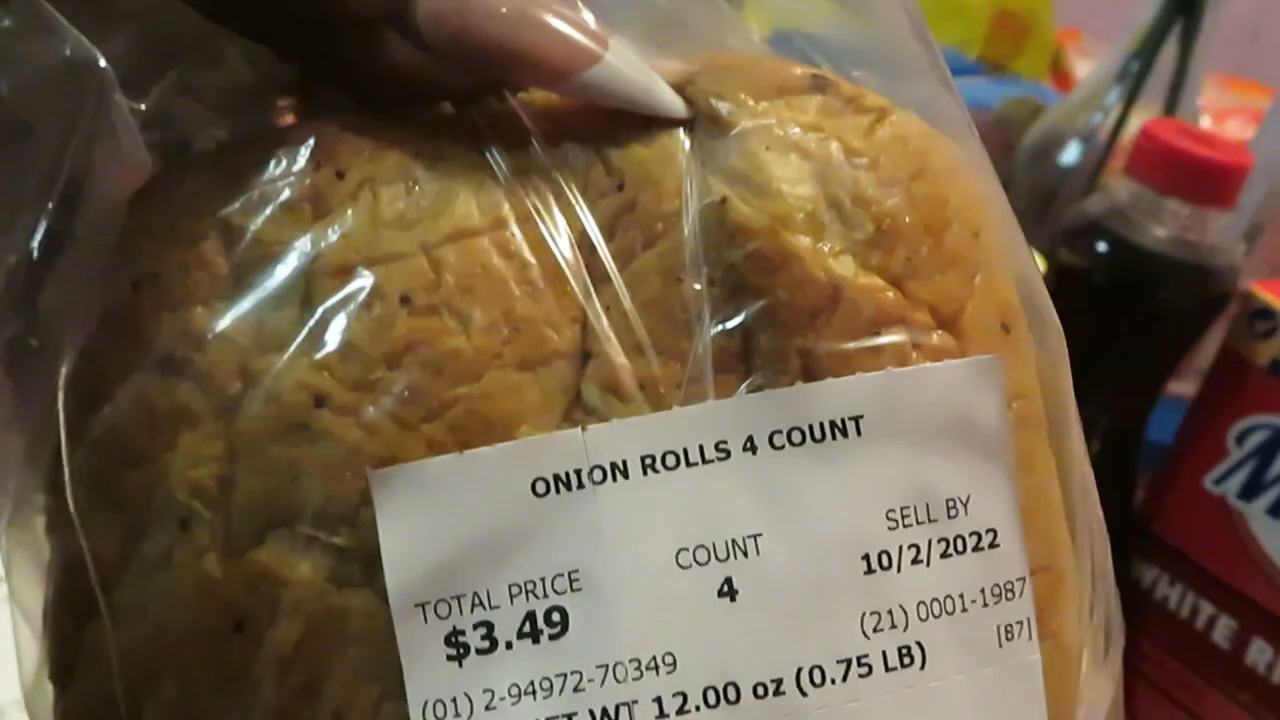 ONION ROLLS 4 COUNT
TOTAL PRICE
$3.49
COUNT
4
SELL BY
10/2/2022
(21) 0001-1987
[87]
(01) 2-94972-70349
WT 12.00 oz (0.75 LB)
WHITE